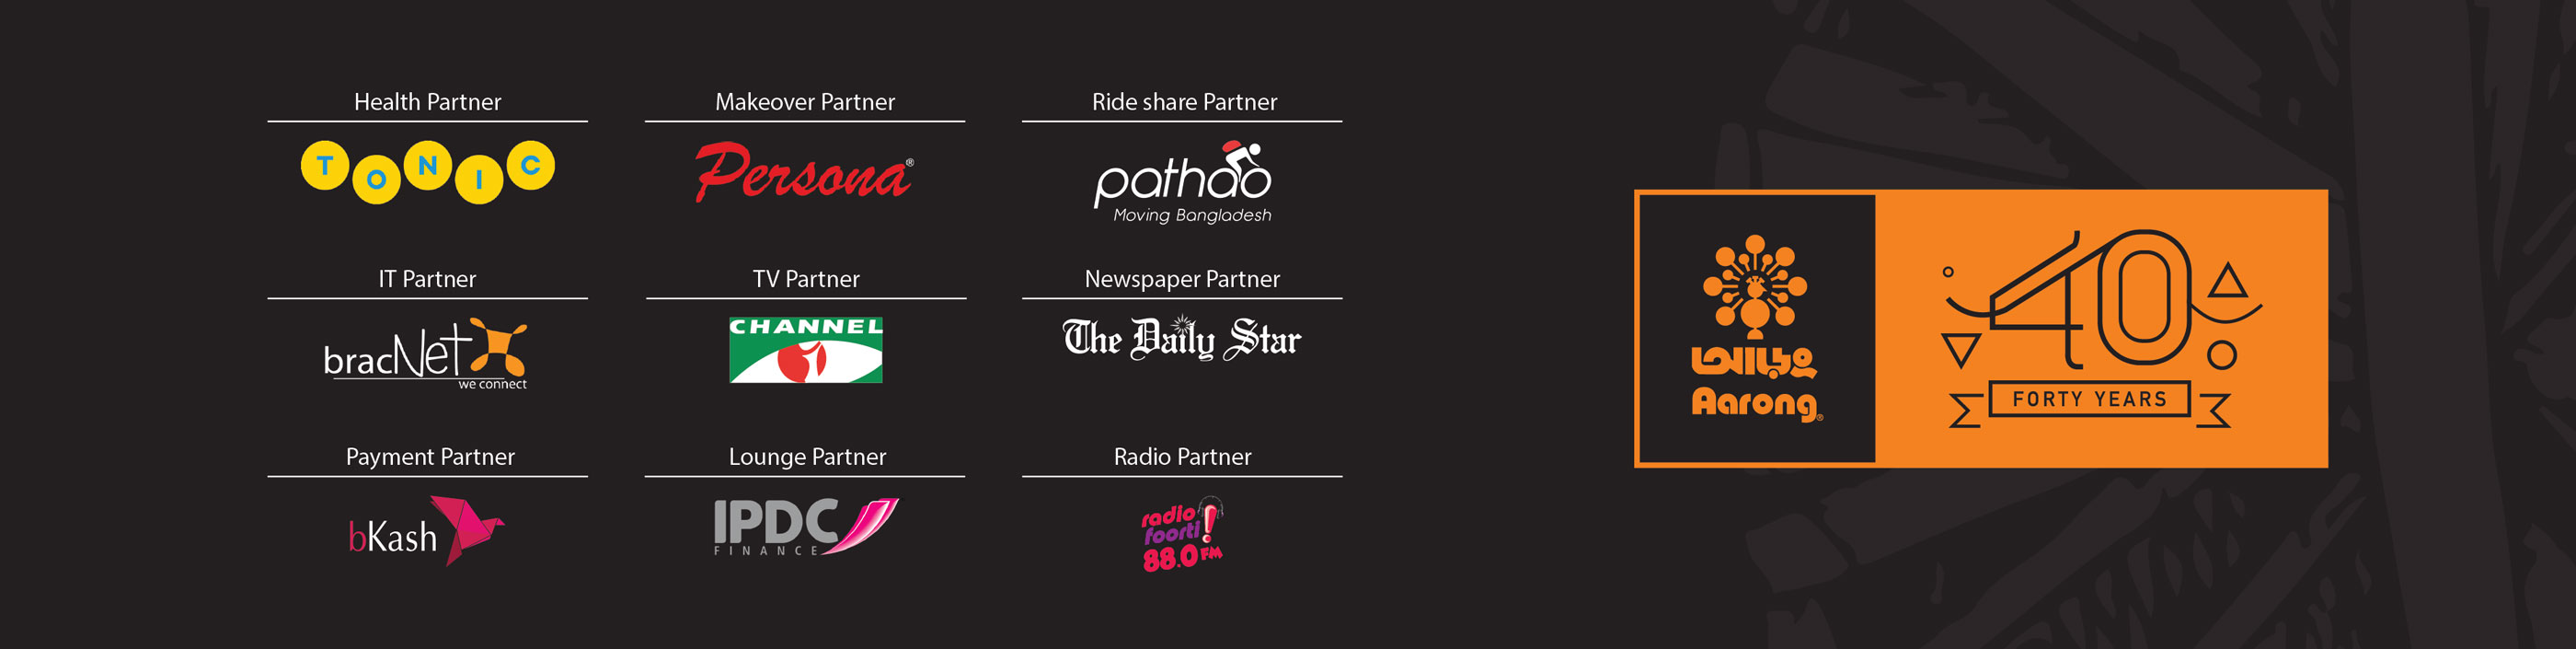 Health Partner
TONIC
Makeover Partner
Persona®
Ride share Partner
pathao
Moving Bangladesh
IT Partner
bracNet
we connect
TV Partner
CHANNEL
i
Newspaper Partner
The Daily Star
Payment Partner
bKash
Lounge Partner
IPDC
FINANCE
Radio Partner
radio
foorti
88.0 FM
আড়ং
Aarong®
40
FORTY YEARS